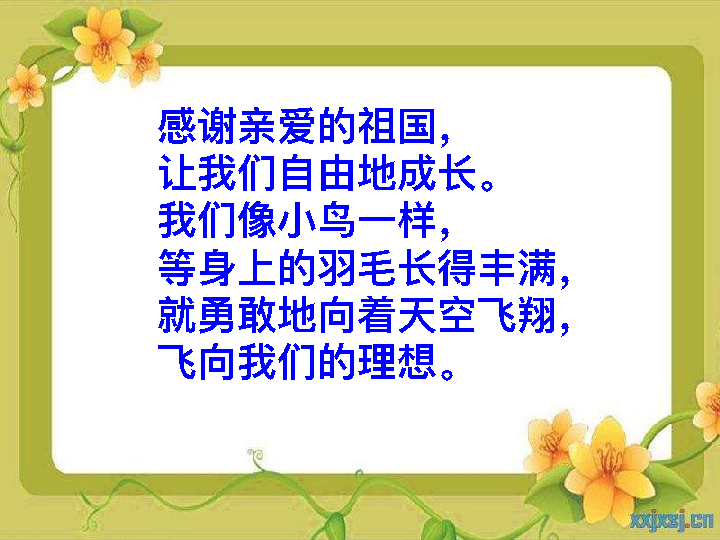 感谢亲爱的祖国，
让我们自由地成长。
我们像小鸟一样，
等身上的羽毛长得丰满，
就勇敢地向着天空飞翔，
飞向我们的理想。
xxjxsj.cn